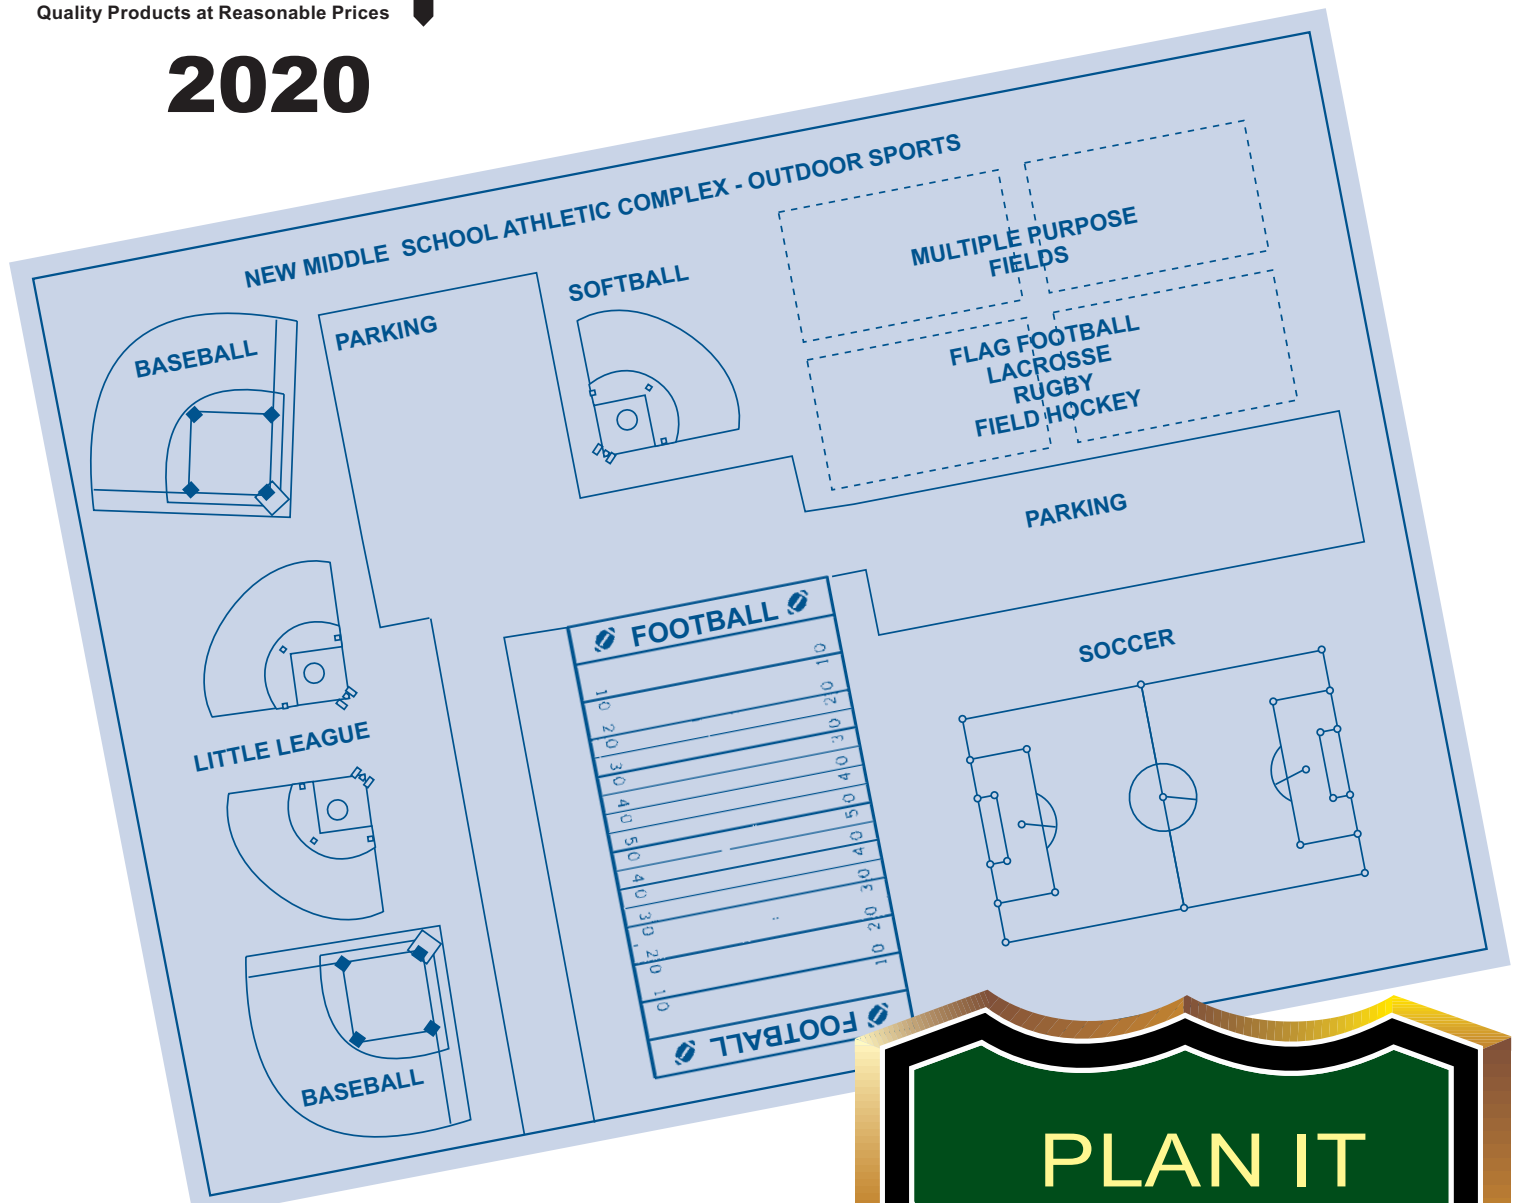 Quality Products at Reasonable Prices
2020
NEW MIDDLE SCHOOL ATHLETIC COMPLEX - OUTDOOR SPORTS
MULTIPLE PURPOSE
FIELDS
SOFTBALL
PARKING
BASEBALL
FLAG FOOTBALL
LACROSSE
RUGBY
FIELD HOCKEY
PARKING
FOOTBALL
10 20 30 40 50 40 30 20 10
10 20 30 40 50 40 30 20 10
FOOTBALL
SOCCER
LITTLE LEAGUE
BASEBALL
PLAN IT